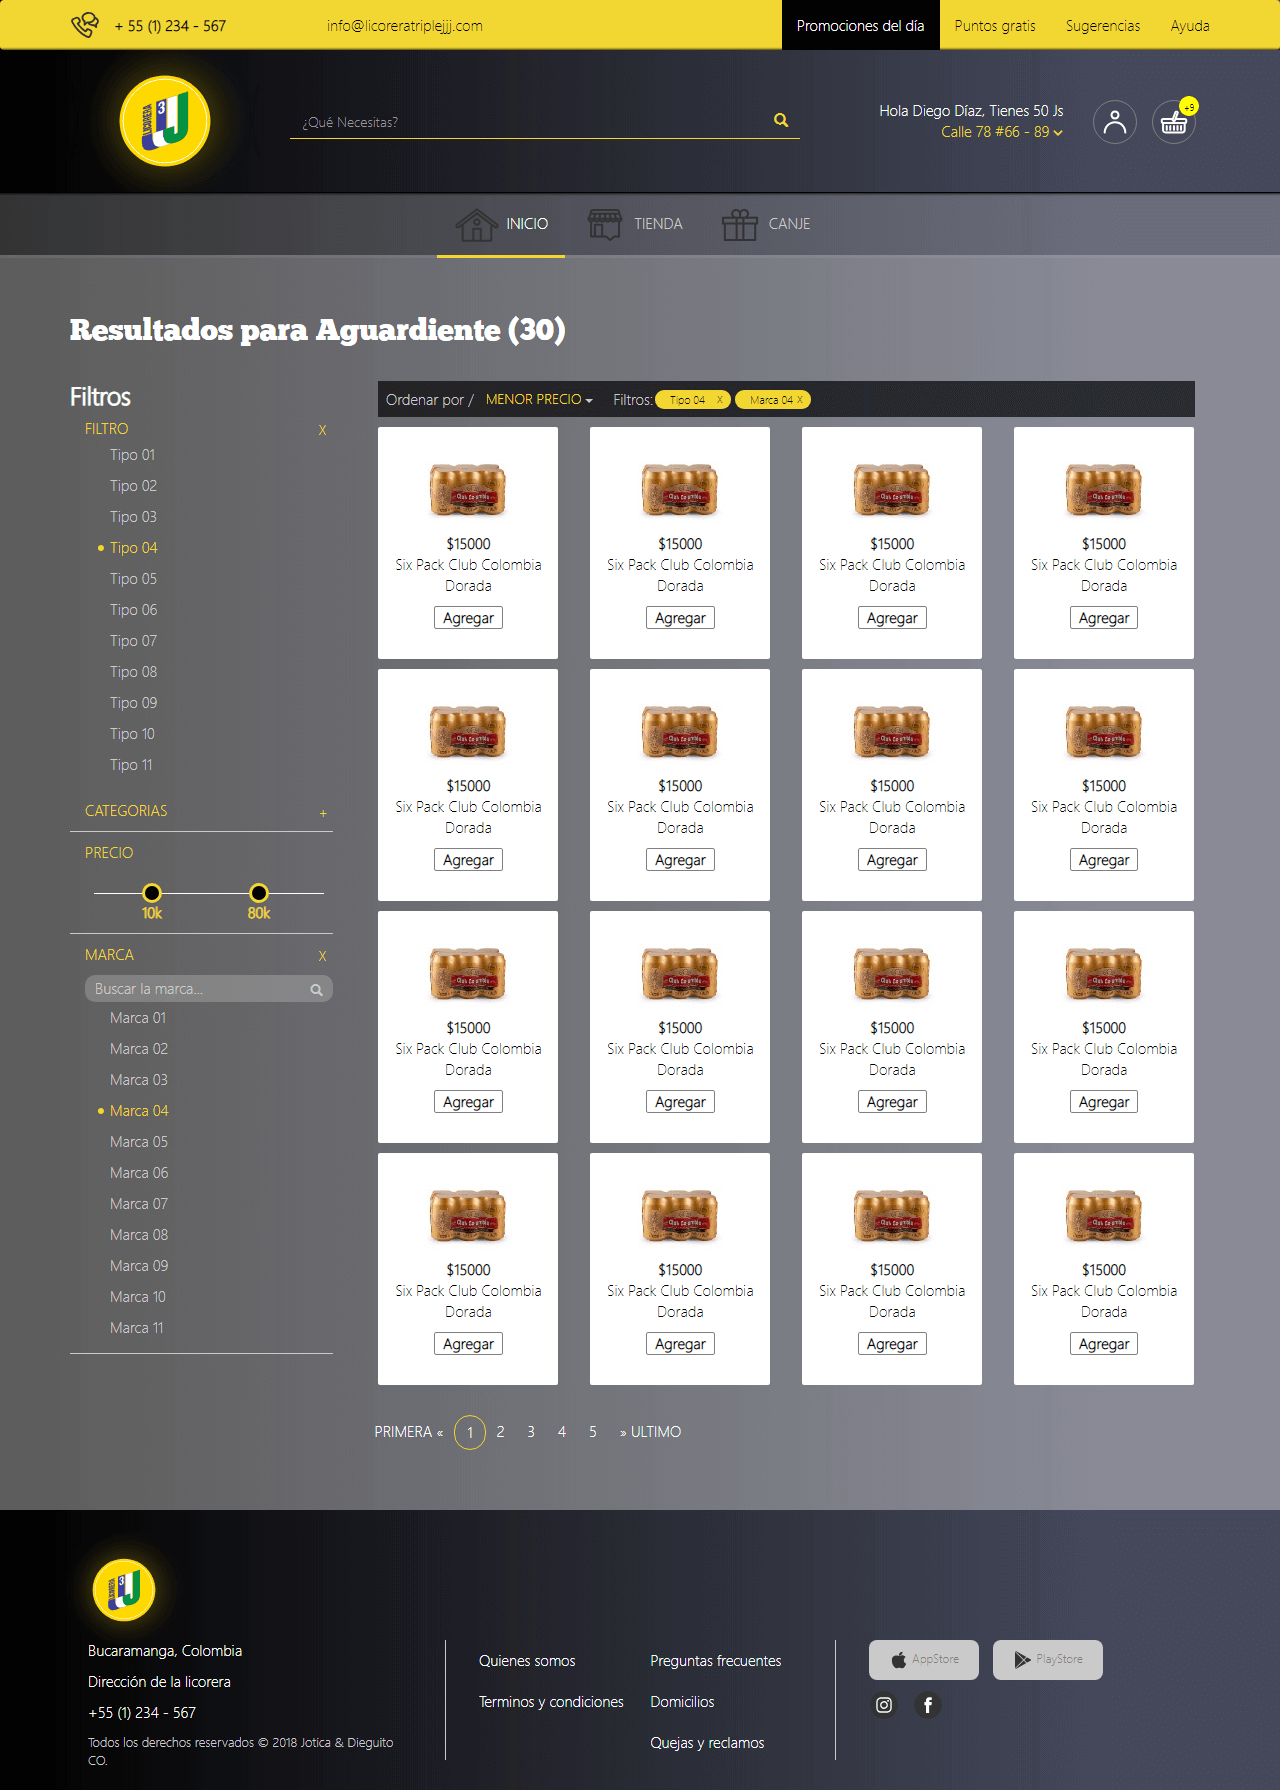 + 55 (1) 234 - 567
info@licoreratriplejjj.com
Promociones del día
Puntos gratis
Sugerencias
Ayuda
LICORERA 3 J
¿Qué Necesitas?
Hola Diego Díaz, Tienes 50 Js
Calle 78 #66 - 89
+9
INICIO
TIENDA
CANJE
Resultados para Aguardiente (30)
Filtros
FILTRO X
Tipo 01
Tipo 02
Tipo 03
Tipo 04
Tipo 05
Tipo 06
Tipo 07
Tipo 08
Tipo 09
Tipo 10
Tipo 11
CATEGORIAS +
PRECIO
10k 80k
MARCA X
Buscar la marca...
Marca 01
Marca 02
Marca 03
Marca 04
Marca 05
Marca 06
Marca 07
Marca 08
Marca 09
Marca 10
Marca 11
Ordenar por / MENOR PRECIO Filtros: Tipo 04 X Marca 04 X
$15000 $15000 $15000 $15000
Six Pack Club Colombia Six Pack Club Colombia Six Pack Club Colombia Six Pack Club Colombia
Dorada Dorada Dorada Dorada
Agregar Agregar Agregar Agregar
$15000 $15000 $15000 $15000
Six Pack Club Colombia Six Pack Club Colombia Six Pack Club Colombia Six Pack Club Colombia
Dorada Dorada Dorada Dorada
Agregar Agregar Agregar Agregar
$15000 $15000 $15000 $15000
Six Pack Club Colombia Six Pack Club Colombia Six Pack Club Colombia Six Pack Club Colombia
Dorada Dorada Dorada Dorada
Agregar Agregar Agregar Agregar
$15000 $15000 $15000 $15000
Six Pack Club Colombia Six Pack Club Colombia Six Pack Club Colombia Six Pack Club Colombia
Dorada Dorada Dorada Dorada
Agregar Agregar Agregar Agregar
PRIMERA « 1 2 3 4 5 » ULTIMO
Bucaramanga, Colombia
Dirección de la licorera
+55 (1) 234 - 567
Todos los derechos reservados © 2018 Jotica & Dieguito
CO.
Quienes somos
Terminos y condiciones
Preguntas frecuentes
Domicilios
Quejas y reclamos
AppStore
PlayStore